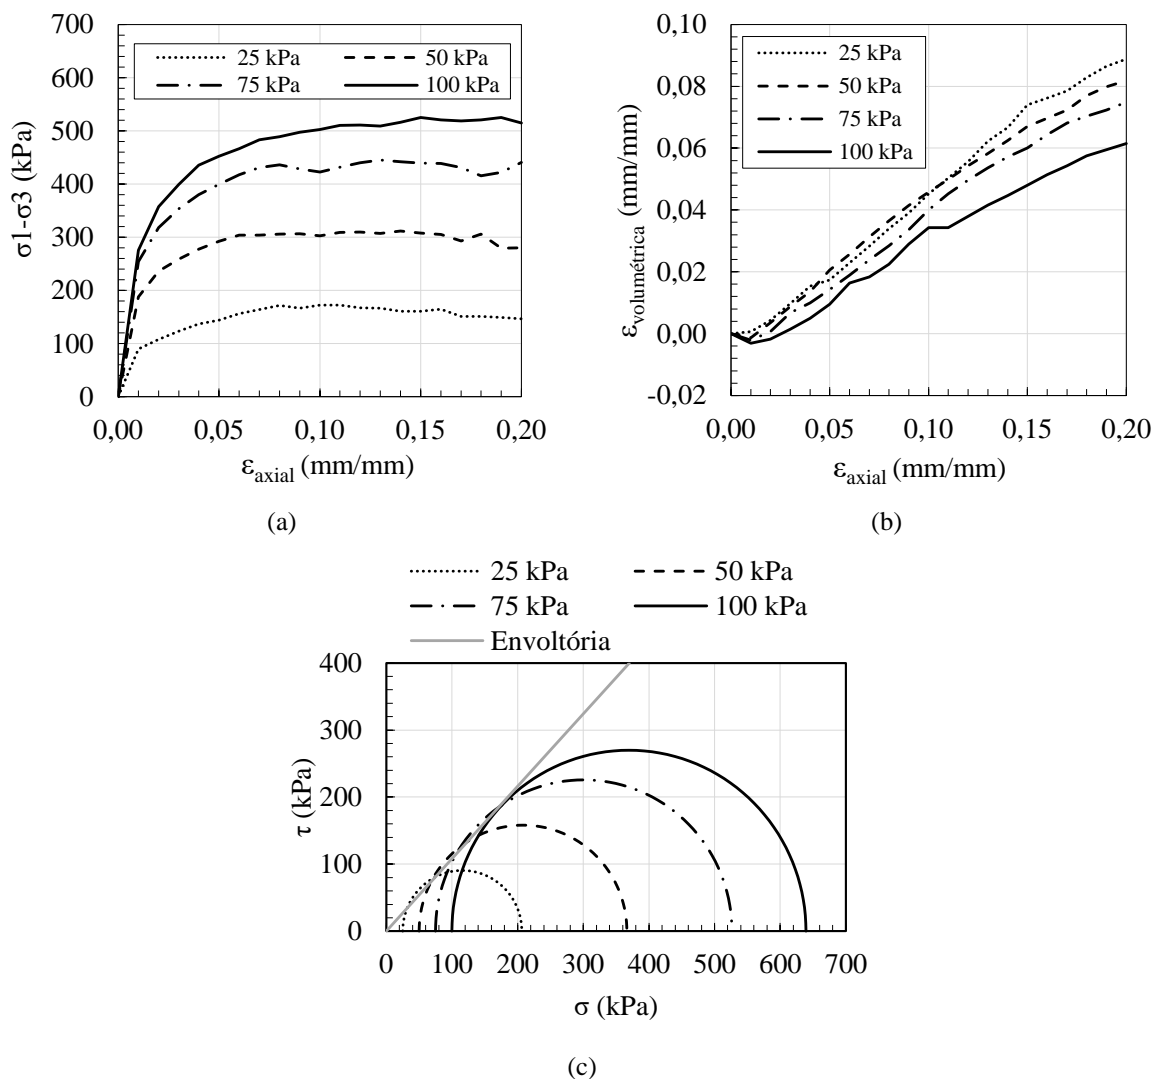 700
600
500
400
300
200
100
0
σ1-σ3 (kPa)
25 kPa 50 kPa
75 kPa 100 kPa
0,00 0,05 0,10 0,15 0,20
εaxial (mm/mm)
(a)
0,10
0,08
0,06
0,04
0,02
0,00
-0,02
εvolumétrica (mm/mm)
25 kPa
50 kPa
75 kPa
100 kPa
0,00 0,05 0,10 0,15 0,20
εaxial (mm/mm)
(b)
25 kPa 50 kPa
75 kPa 100 kPa
Envoltória
400
300
200
100
0
τ (kPa)
0 100 200 300 400 500 600 700
σ (kPa)
(c)